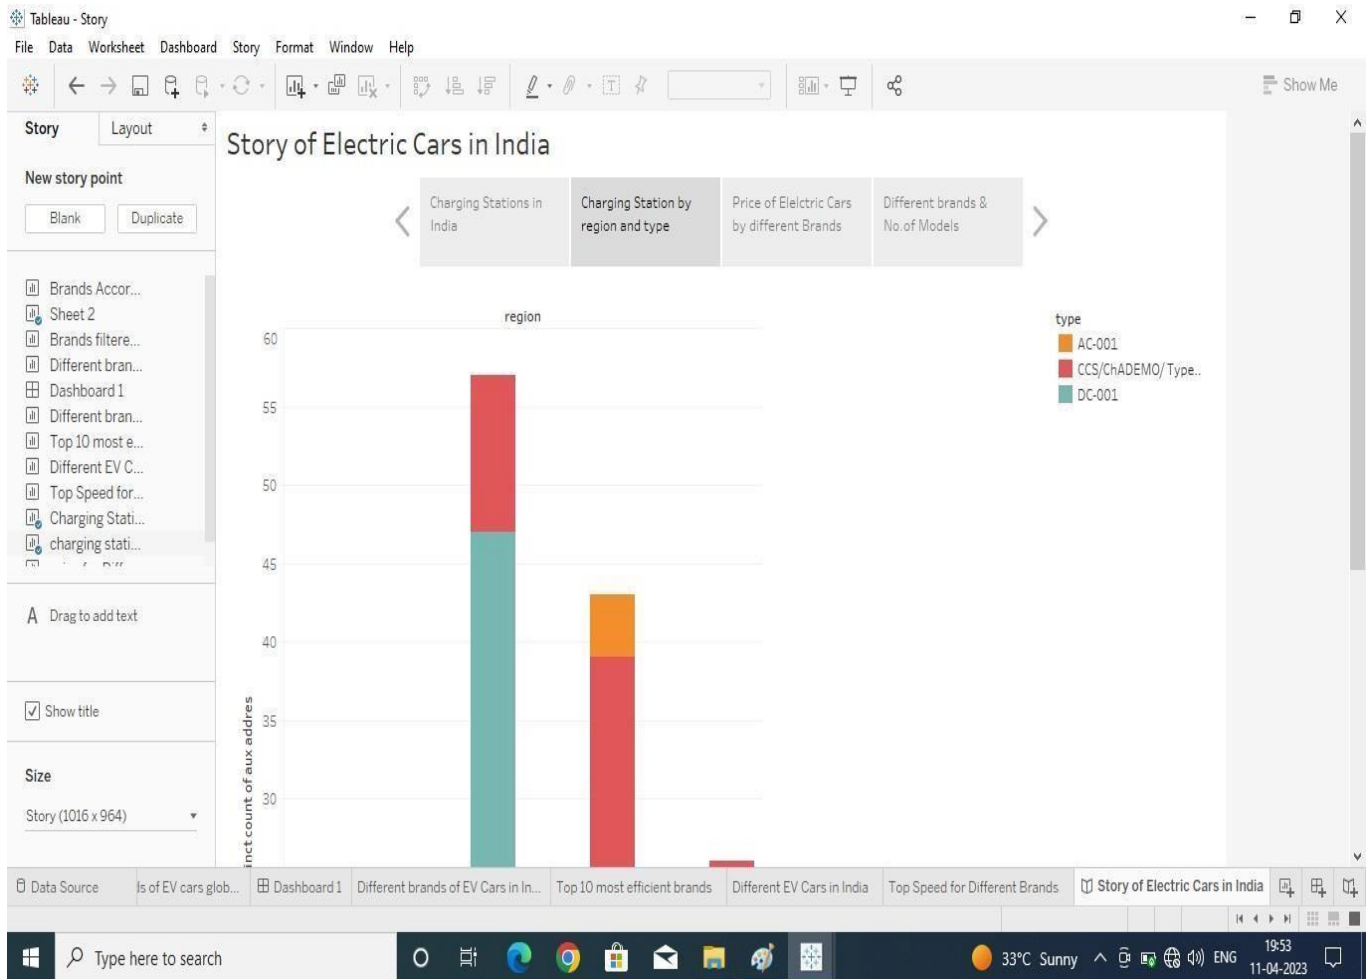 Tableau - Story
File Data Worksheet Dashboard Story Format Window Help
Show Me
Story Layout
New story point
Blank Duplicate
Brands Accor...
Sheet 2
Brands filtere...
Different bran...
Dashboard 1
Different bran...
Top 10 most e...
Different EV C...
Top Speed for...
Charging Stati...
charging stati...
A Drag to add text
Show title
Size
Story (1016 x 964)
Story of Electric Cars in India
Charging Stations in
India
Charging Station by
region and type
Price of Elelctric Cars
by different Brands
Different brands &
No.of Models
region
60
55
50
45
40
35
30
inct count of aux addres
type
AC-001
CCS/ChADEMO/ Type..
DC-001
Data Source ls of EV cars glob... Dashboard 1 Different brands of EV Cars in In... Top 10 most efficient brands Different EV Cars in India Top Speed for Different Brands Story of Electric Cars in India
Type here to search
33°C Sunny ENG
19:53
11-04-2023